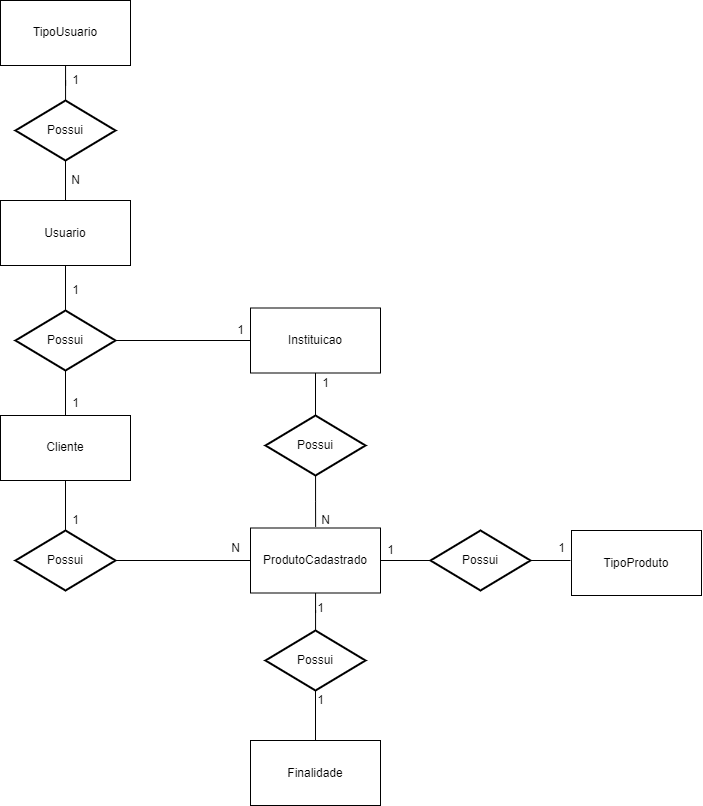 TipoUsuario
1
Possui
N
Usuario
1
Possui
1
Instituicao
1
1
Cliente
Possui
1
N
Possui
N
ProdutoCadastrado
1
Possui
1
TipoProduto
1
Possui
1
Finalidade